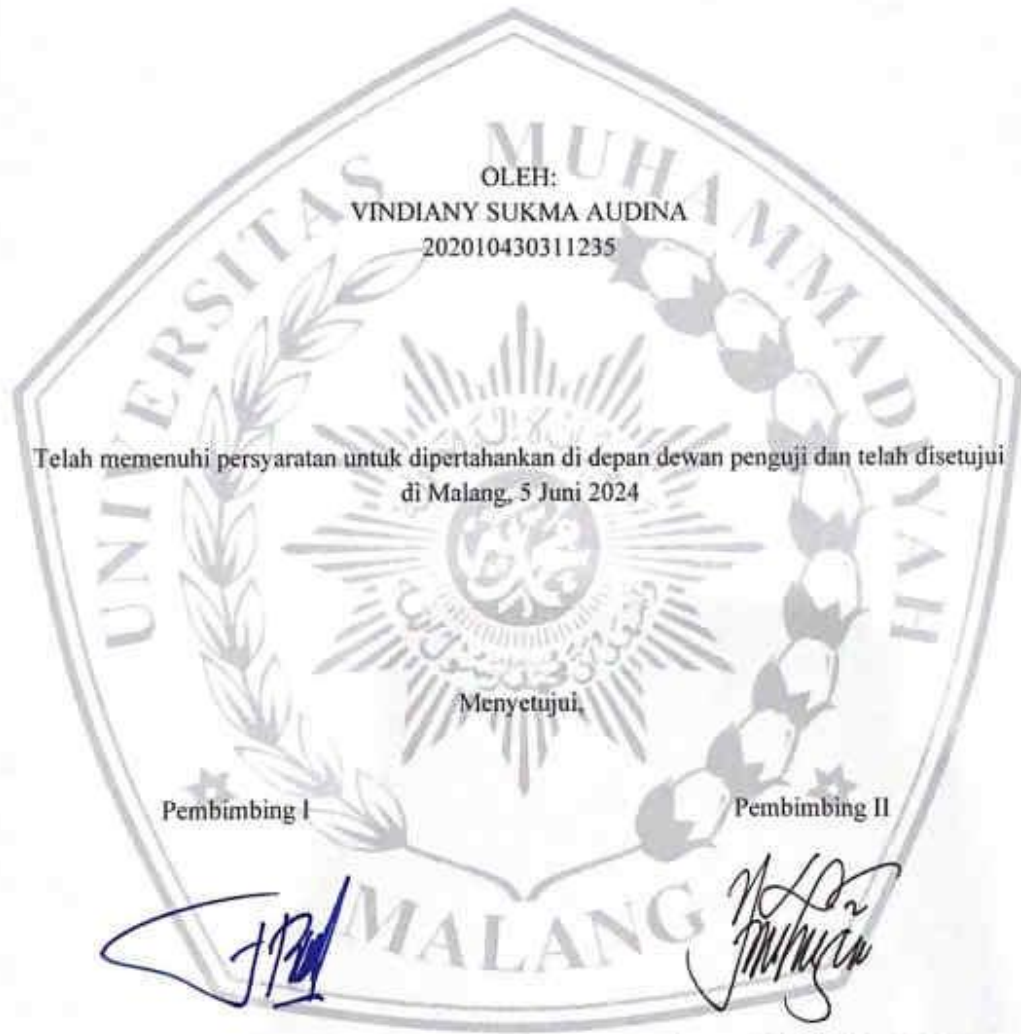 OLEH:
VINDIANY SUKMA AUDINA
202010430311235
UNIVERSITAS MUHAMMADIYAH
Telah memenuhi persyaratan untuk dipertahankan di depan dewan penguji dan telah disetujui
di Malang, 5 Juni 2024
Menyetujui,
Pembimbing I
Pembimbing II
MALANG